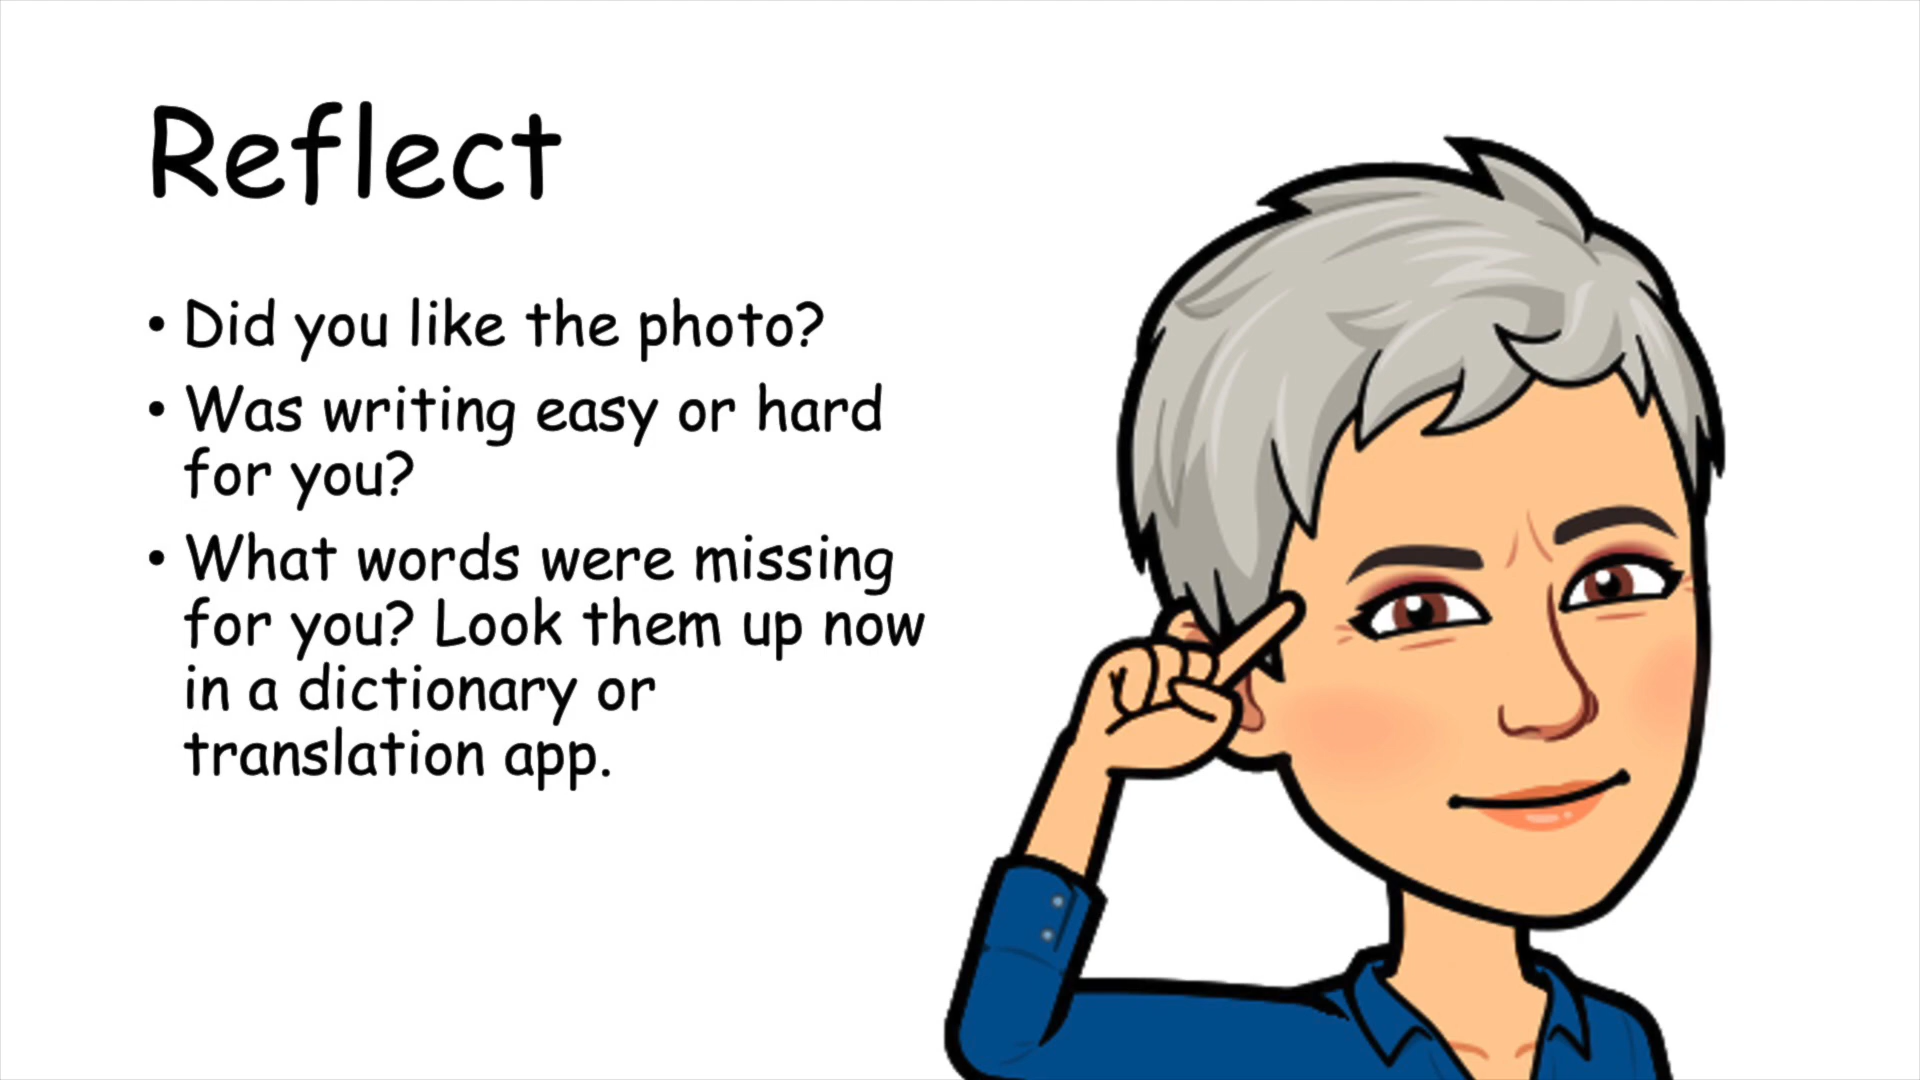 Reflect
• Did you like the photo?
• Was writing easy or hard
for you?
• What words were missing
for you? Look them up now
in a dictionary or
translation app.